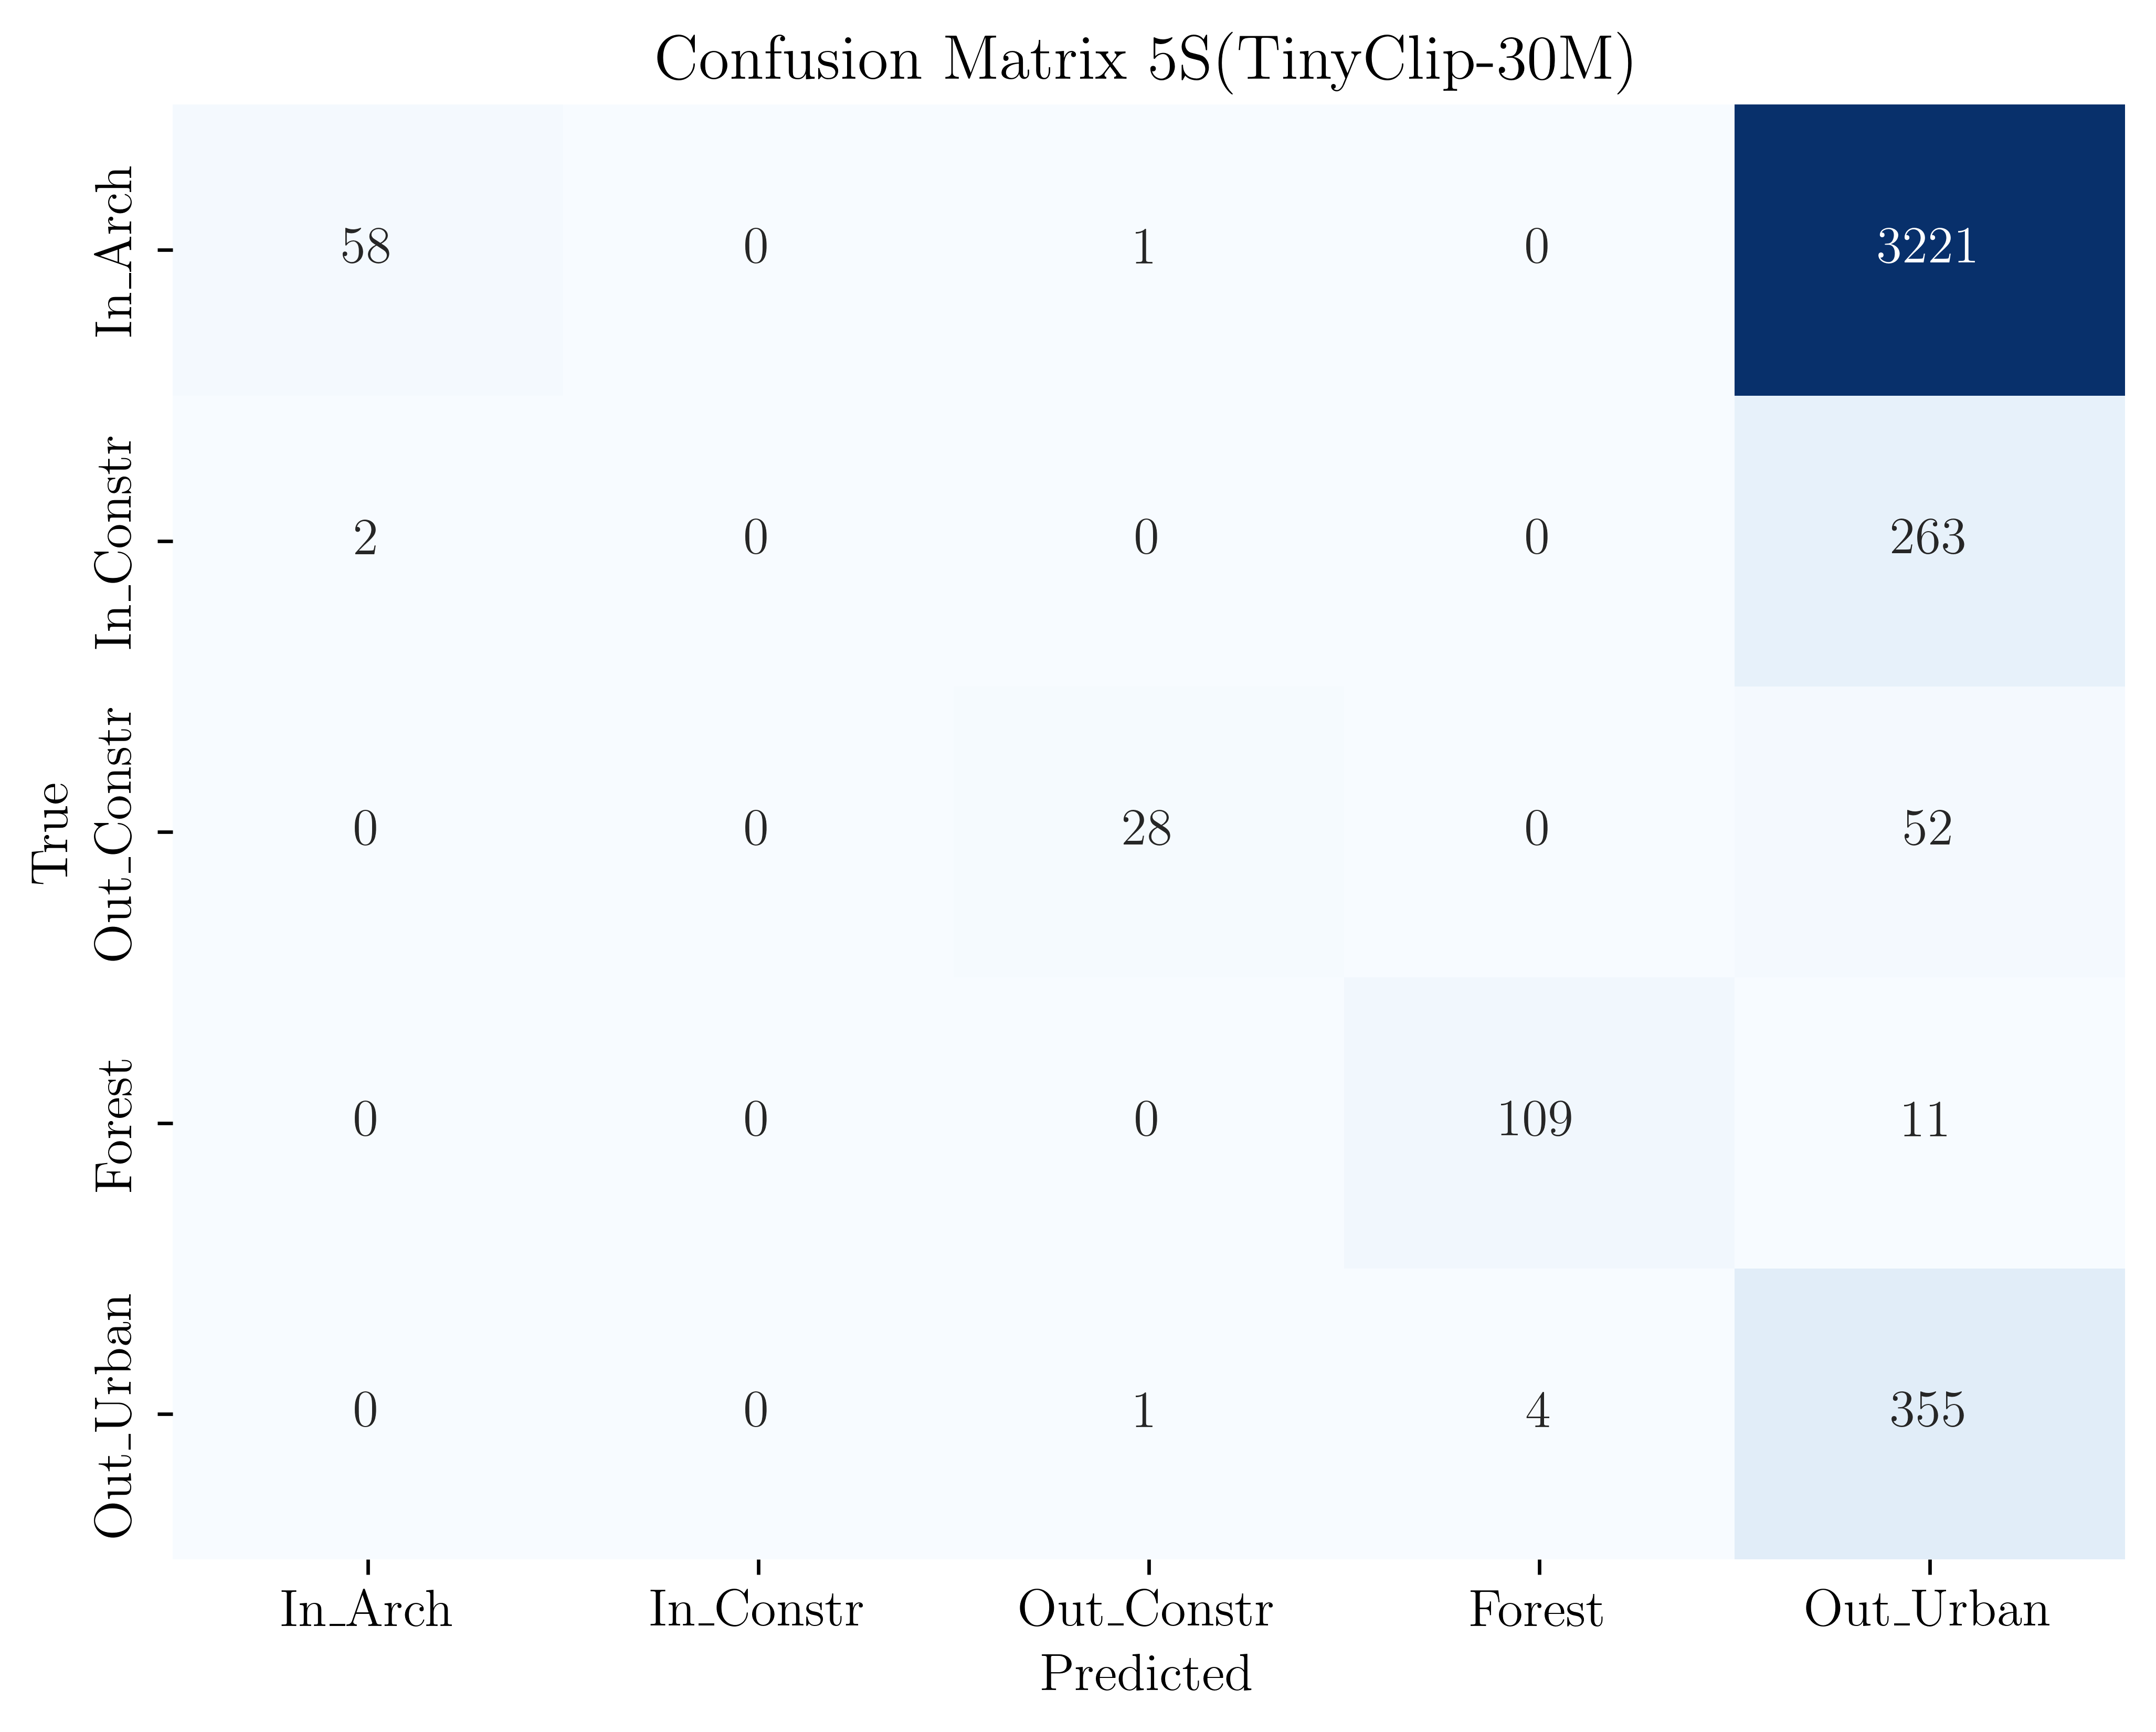 Confusion Matrix 5S(TinyClip-30M)
True
In_Arch
58 0 1 0 3221
In_Constr
2 0 0 0 263
Out_Constr
0 0 28 0 52
Forest
0 0 0 109 11
Out_Urban
0 0 1 4 355
In_Arch In_Constr Out_Constr Forest Out_Urban
Predicted